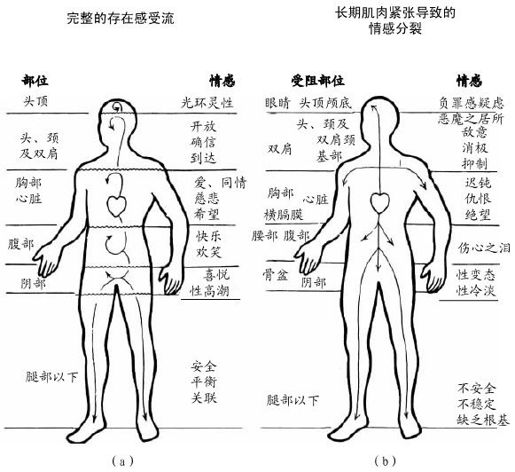 完整的存在感受流
部位 情感
头顶 光环灵性
头、颈
及双肩
开放
确信
到达
胸部
心脏
爱、同情
慈悲
希望
腹部
快乐
欢笑
阴部
喜悦
性高潮
腿部以下
安全
平衡
关联
(a)
长期肌肉紧张导致的
情感分裂
受阻部位 情感
眼睛 头顶颅底
负罪感疑虑
恶魔之居所
双肩
头、颈及
双肩颈
基部
敌意
消极
抑制
胸部
心脏
横膈膜
迟钝
仇恨
绝望
腰部 腹部
伤心之泪
骨盆 阴部
性变态
性冷淡
腿部以下
不安全
不稳定
缺乏根基
(b)